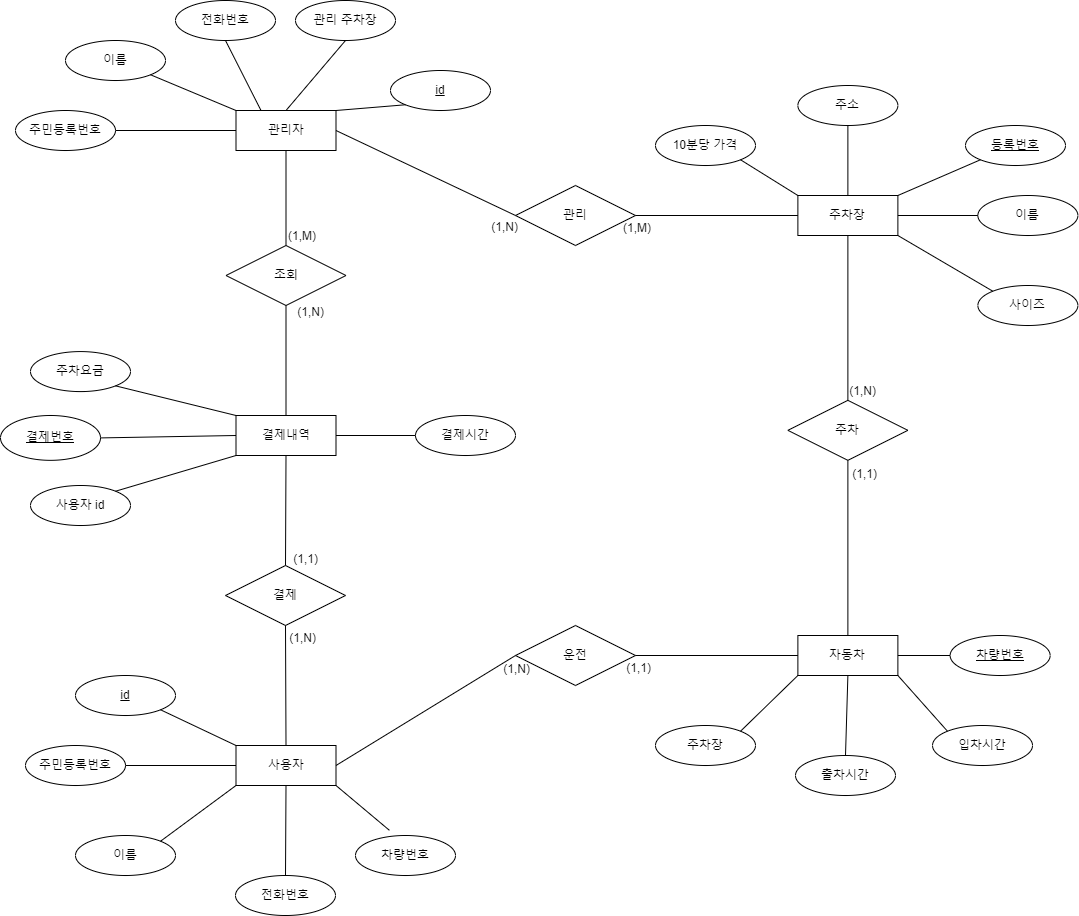 전화번호
관리 주차장
이름
id
주민등록번호
관리자
주소
10분당 가격
등록번호
관리
주차장
이름
(1,N)
(1,M)
(1,M)
조회
(1,N)
사이즈
주차요금
(1,N)
결제번호
결제내역
결제시간
주차
사용자 id
(1,1)
(1,1)
결제
(1,N)
운전
(1,N)
(1,1)
자동차
차량번호
id
주차장
입차시간
출차시간
주민등록번호
사용자
이름
차량번호
전화번호